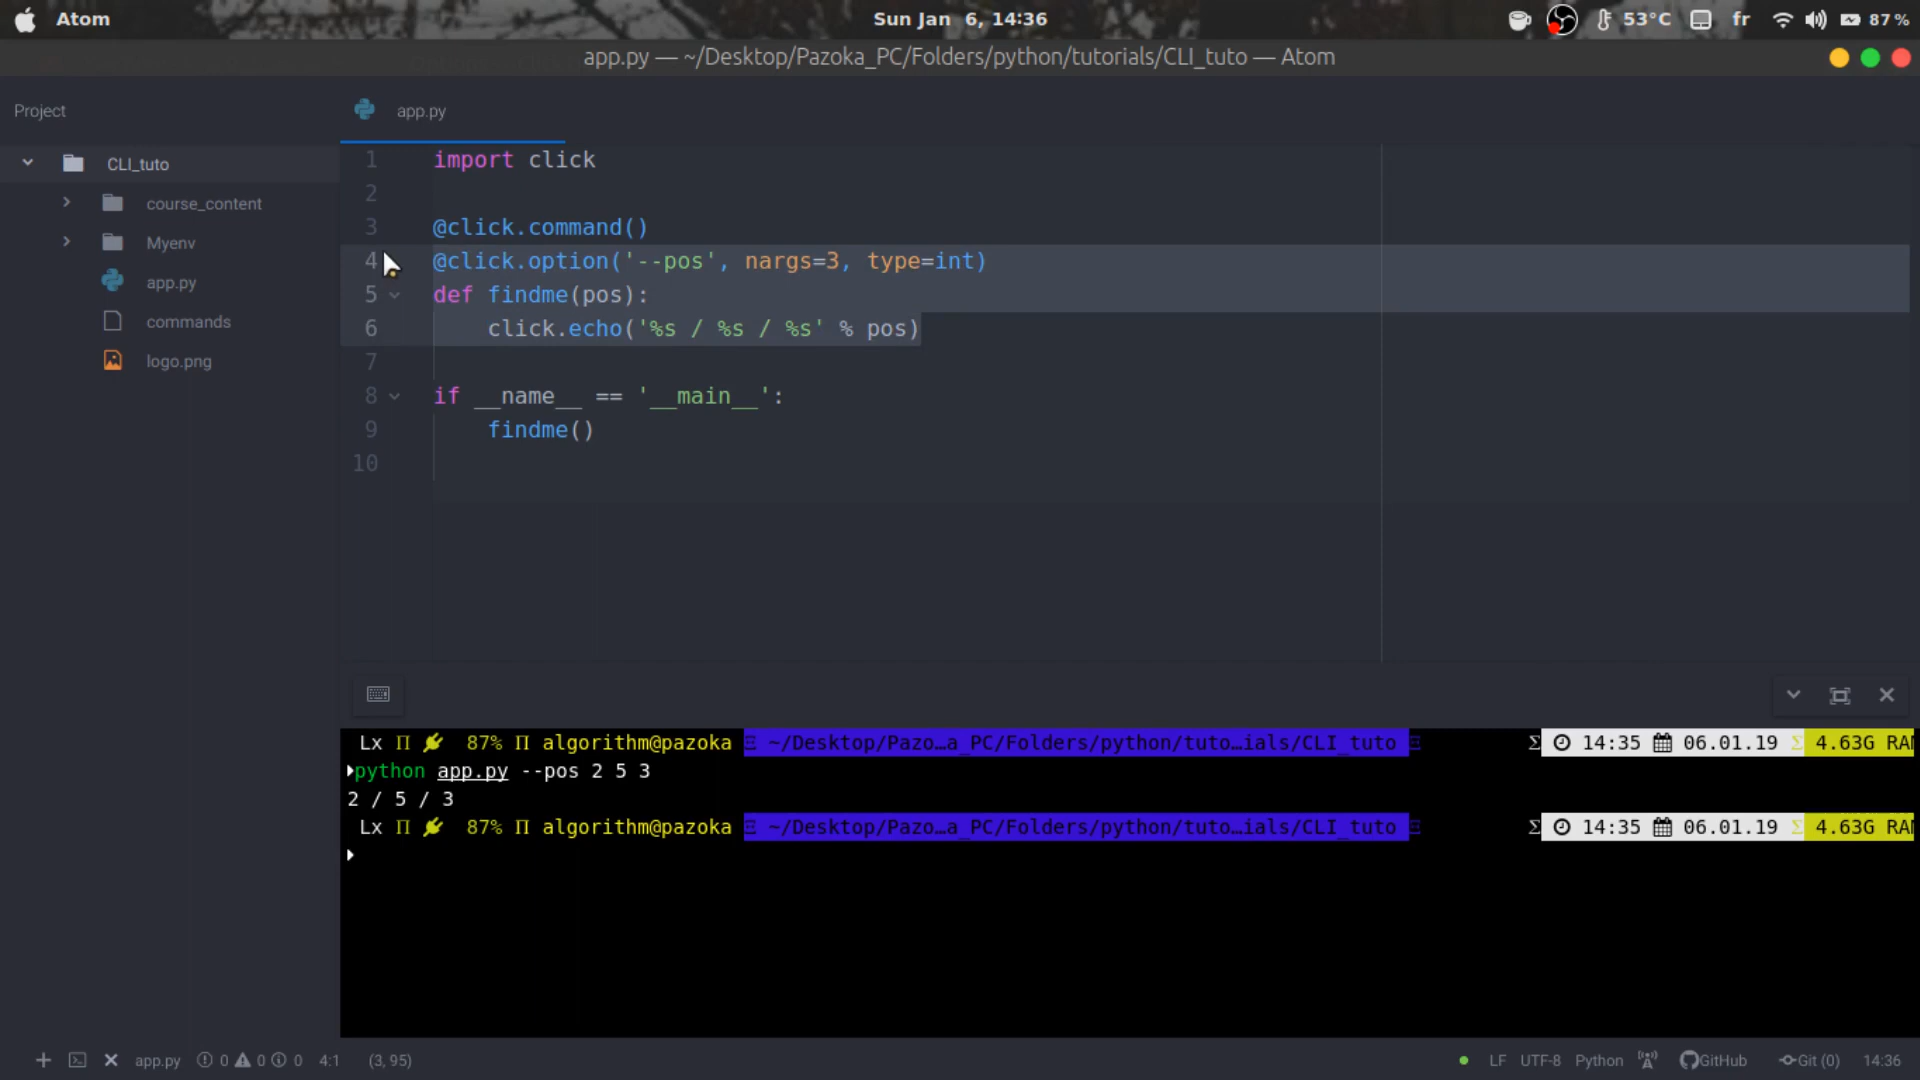 Atom
Sun Jan 6, 14:36
53°C
fr
87%
app.py — ~/Desktop/Pazoka_PC/Folders/python/tutorials/CLI_tuto — Atom
Project
app.py
CLI_tuto
course_content
Myenv
app.py
commands
logo.png
1 import click
2
3 @click.command()
4 @click.option('--pos', nargs=3, type=int)
5 def findme(pos):
6 click.echo('%s / %s / %s' % pos)
7
8 if __name__ == '__main__':
9 findme()
10
Lx Π 87% Π algorithm@pazoka Ξ ~/Desktop/Pazo…a_PC/Folders/python/tuto…ials/CLI_tuto Ξ Σ 14:35 06.01.19 Σ 4.63G RA
python app.py --pos 2 5 3
2 / 5 / 3
Lx Π 87% Π algorithm@pazoka Ξ ~/Desktop/Pazo…a_PC/Folders/python/tuto…ials/CLI_tuto Ξ Σ 14:35 06.01.19 Σ 4.63G RA
app.py 0 0 0 4:1 (3, 95)
LF UTF-8 Python GitHub Git (0) 14:36